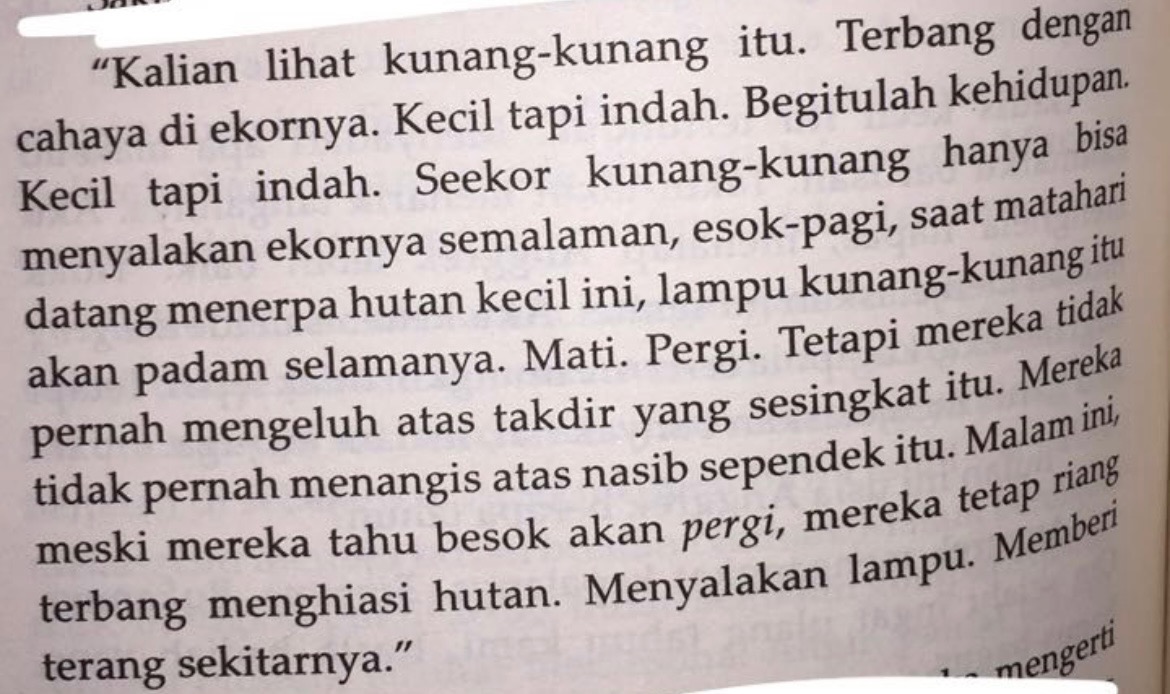 “Kalian lihat kunang-kunang itu. Terbang dengan
cahaya di ekornya. Kecil tapi indah. Begitulah kehidupan.
Kecil tapi indah. Seekor kunang-kunang hanya bisa
menyalakan ekornya semalaman, esok-pagi, saat matahari
datang menerpa hutan kecil ini, lampu kunang-kunang itu
akan padam selamanya. Mati. Pergi. Tetapi mereka tidak
pernah mengeluh atas takdir yang sesingkat itu. Mereka
tidak pernah menangis atas nasib sependek itu. Malam ini,
meski mereka tahu besok akan pergi, mereka tetap riang
terbang menghiasi hutan. Menyalakan lampu. Memberi
terang sekitarnya.”
mengerti